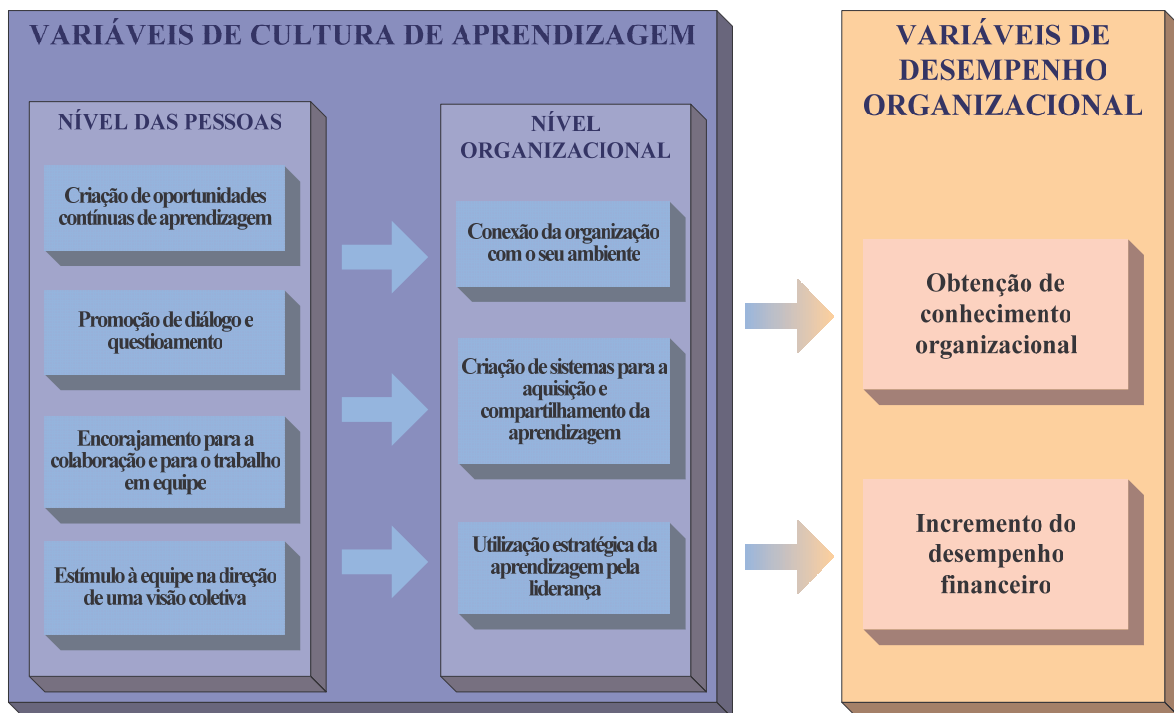 VARIÁVEIS DE CULTURA DE APRENDIZAGEM
NÍVEL DAS PESSOAS
Criação de oportunidades
contínuas de aprendizagem
Promoção de diálogo e
questioamento
Encorajamento para a
colaboração e para o trabalho
em equipe
Estímulo à equipe na direção
de uma visão coletiva
NÍVEL
ORGANIZACIONAL
Conexão da organização
com o seu ambiente
Criação de sistemas para a
aquisição e
compartilhamento da
aprendizagem
Utilização estratégica da
aprendizagem pela
liderança
VARIÁVEIS DE
DESEMPENHO
ORGANIZACIONAL
Obtenção de
conhecimento
organizacional
Incremento do
desempenho
financeiro